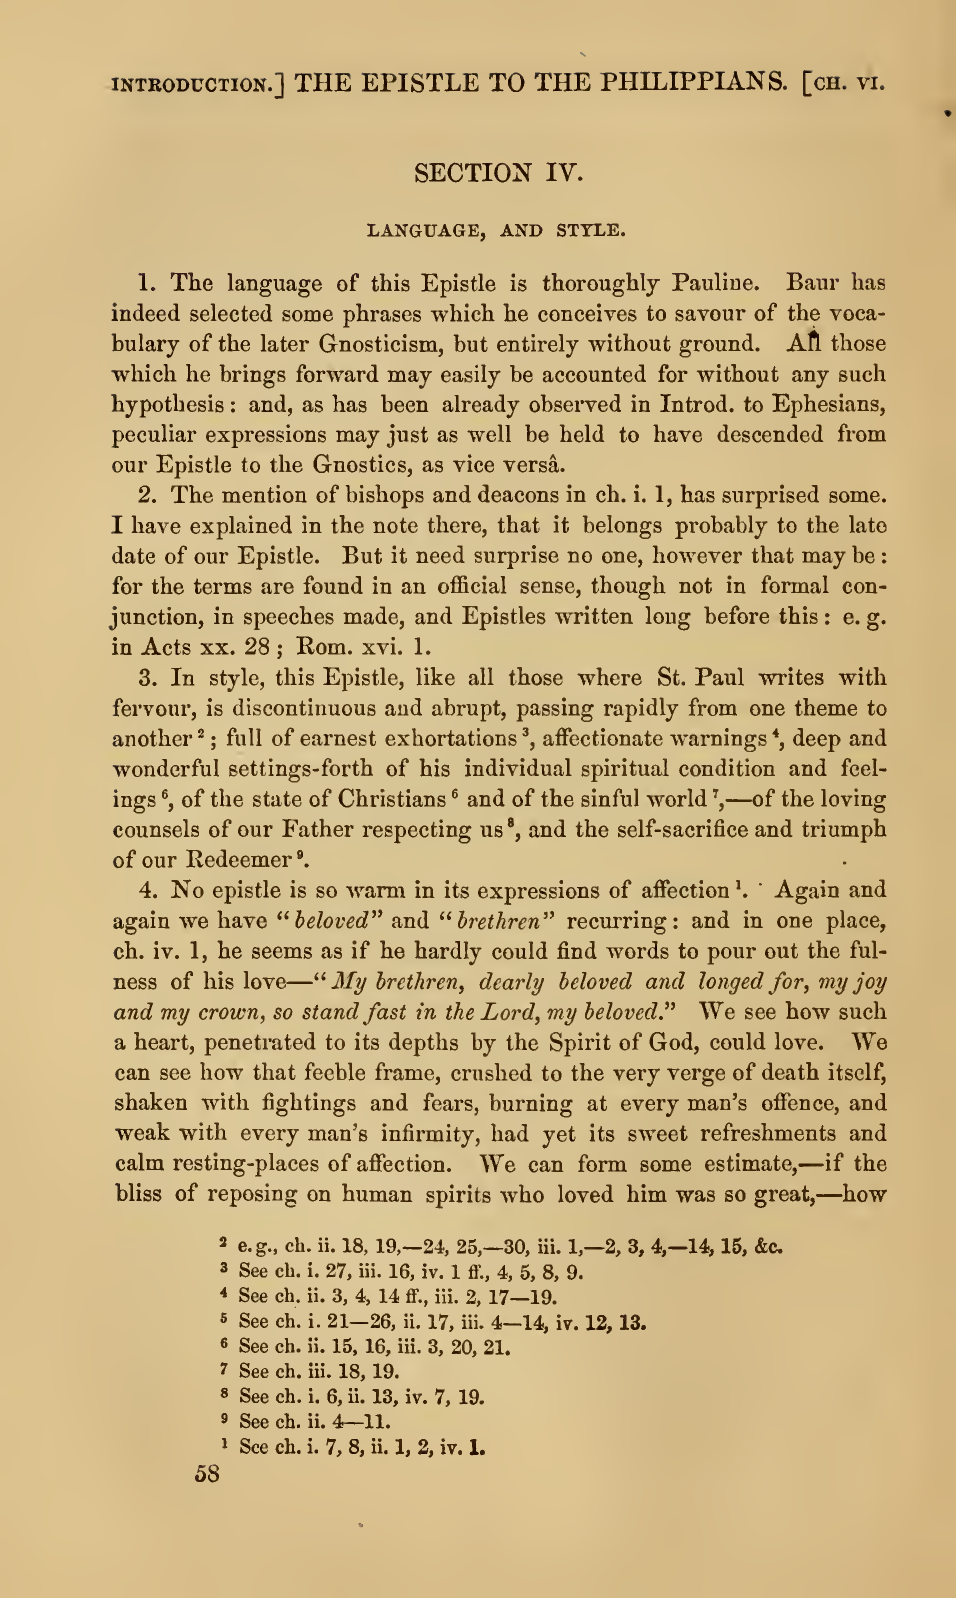 INTRODUCTION.] THE EPISTLE TO THE PHILIPPIANS. [CH. VI.
SECTION IV.
LANGUAGE, AND STYLE.
1. The language of this Epistle is thoroughly Pauline. Baur has
indeed selected some phrases which he conceives to savour of the voca-
bulary of the later Gnosticism, but entirely without ground. All those
which he brings forward may easily be accounted for without any such
hypothesis : and, as has been already observed in Introd. to Ephesians,
peculiar expressions may just as well be held to have descended from
our Epistle to the Gnostics, as vice versâ.
2. The mention of bishops and deacons in ch. i. 1, has surprised some.
I have explained in the note there, that it belongs probably to the late
date of our Epistle. But it need surprise no one, however that may be :
for the terms are found in an official sense, though not in formal con-
junction, in speeches made, and Epistles written long before this : e. g.
in Acts xx. 28 ; Rom. xvi. 1.
3. In style, this Epistle, like all those where St. Paul writes with
fervour, is discontinuous and abrupt, passing rapidly from one theme to
another ² ; full of earnest exhortations ³, affectionate warnings ⁴, deep and
wonderful settings-forth of his individual spiritual condition and feel-
ings ⁵, of the state of Christians ⁶ and of the sinful world ⁷,—of the loving
counsels of our Father respecting us ⁸, and the self-sacrifice and triumph
of our Redeemer ⁹.
4. No epistle is so warm in its expressions of affection ¹. Again and
again we have “beloved” and “brethren” recurring : and in one place,
ch. iv. 1, he seems as if he hardly could find words to pour out the ful-
ness of his love—“My brethren, dearly beloved and longed for, my joy
and my crown, so stand fast in the Lord, my beloved.” We see how such
a heart, penetrated to its depths by the Spirit of God, could love. We
can see how that feeble frame, crushed to the very verge of death itself,
shaken with fightings and fears, burning at every man’s offence, and
weak with every man’s infirmity, had yet its sweet refreshments and
calm resting-places of affection. We can form some estimate,—if the
bliss of reposing on human spirits who loved him was so great,—how
² e. g., ch. ii. 18, 19,—24, 25,—30, iii. 1,—2, 3, 4,—14, 15, &c.
³ See ch. i. 27, iii. 16, iv. 1 ff., 4, 5, 8, 9.
⁴ See ch. ii. 3, 4, 14 ff., iii. 2, 17—19.
⁵ See ch. i. 21—26, ii. 17, iii. 4—14, iv. 12, 13.
⁶ See ch. ii. 15, 16, iii. 3, 20, 21.
⁷ See ch. iii. 18, 19.
⁸ See ch. i. 6, ii. 13, iv. 7, 19.
⁹ See ch. ii. 4—11.
¹ See ch. i. 7, 8, ii. 1, 2, iv. 1.
58